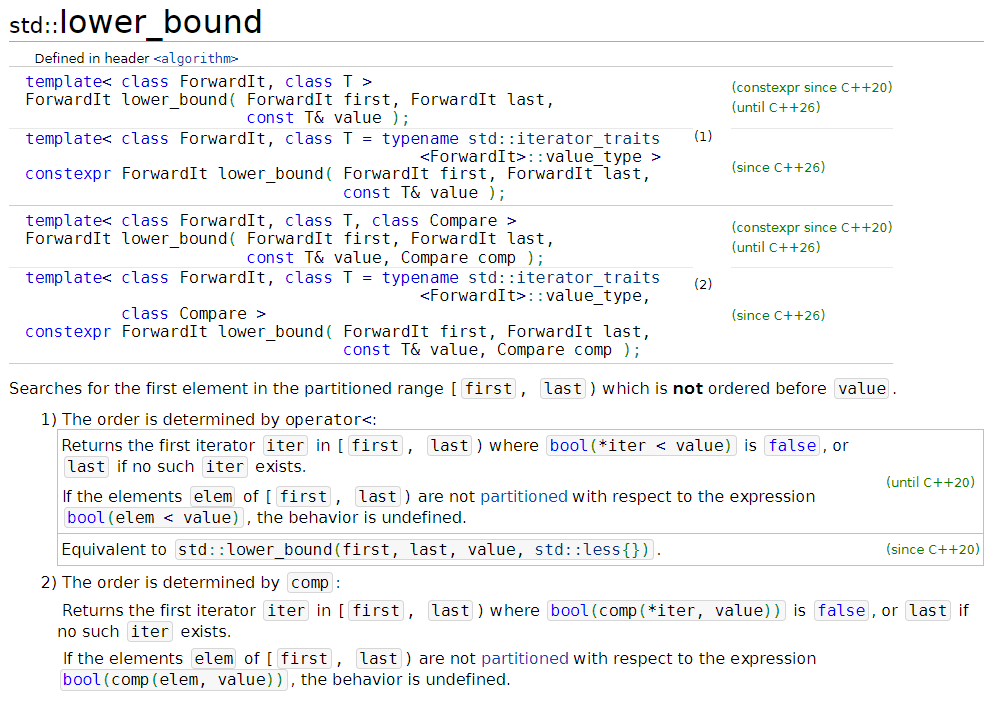 std::lower_bound
Defined in header <algorithm>
template< class ForwardIt, class T >
ForwardIt lower_bound( ForwardIt first, ForwardIt last,
const T& value );
(constexpr since C++20)
(until C++26)
template< class ForwardIt, class T = typename std::iterator_traits
<ForwardIt>::value_type >
constexpr ForwardIt lower_bound( ForwardIt first, ForwardIt last,
const T& value );
(1)
(since C++26)
template< class ForwardIt, class T, class Compare >
ForwardIt lower_bound( ForwardIt first, ForwardIt last,
const T& value, Compare comp );
(constexpr since C++20)
(until C++26)
template< class ForwardIt, class T = typename std::iterator_traits
<ForwardIt>::value_type,
class Compare >
constexpr ForwardIt lower_bound( ForwardIt first, ForwardIt last,
const T& value, Compare comp );
(2)
(since C++26)
Searches for the first element in the partitioned range [first, last) which is not ordered before value.
1) The order is determined by operator<:
Returns the first iterator iter in [first, last) where bool(*iter < value) is false, or
last if no such iter exists.
If the elements elem of [first, last) are not partitioned with respect to the expression
bool(elem < value), the behavior is undefined.
(until C++20)
Equivalent to std::lower_bound(first, last, value, std::less{}). (since C++20)
2) The order is determined by comp:
Returns the first iterator iter in [first, last) where bool(comp(*iter, value)) is false, or last if
no such iter exists.
If the elements elem of [first, last) are not partitioned with respect to the expression
bool(comp(elem, value)), the behavior is undefined.